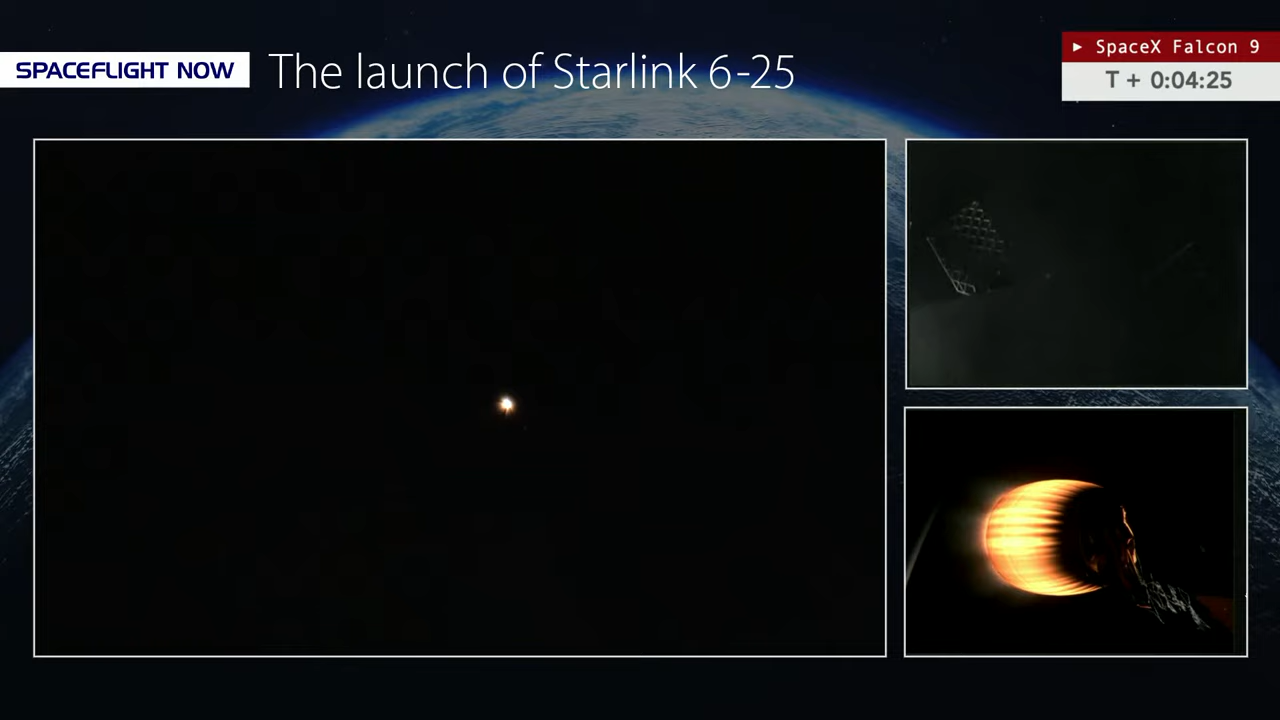 SPACEFLIGHT NOW
The launch of Starlink 6-25
► SpaceX Falcon 9
T + 0:04:25